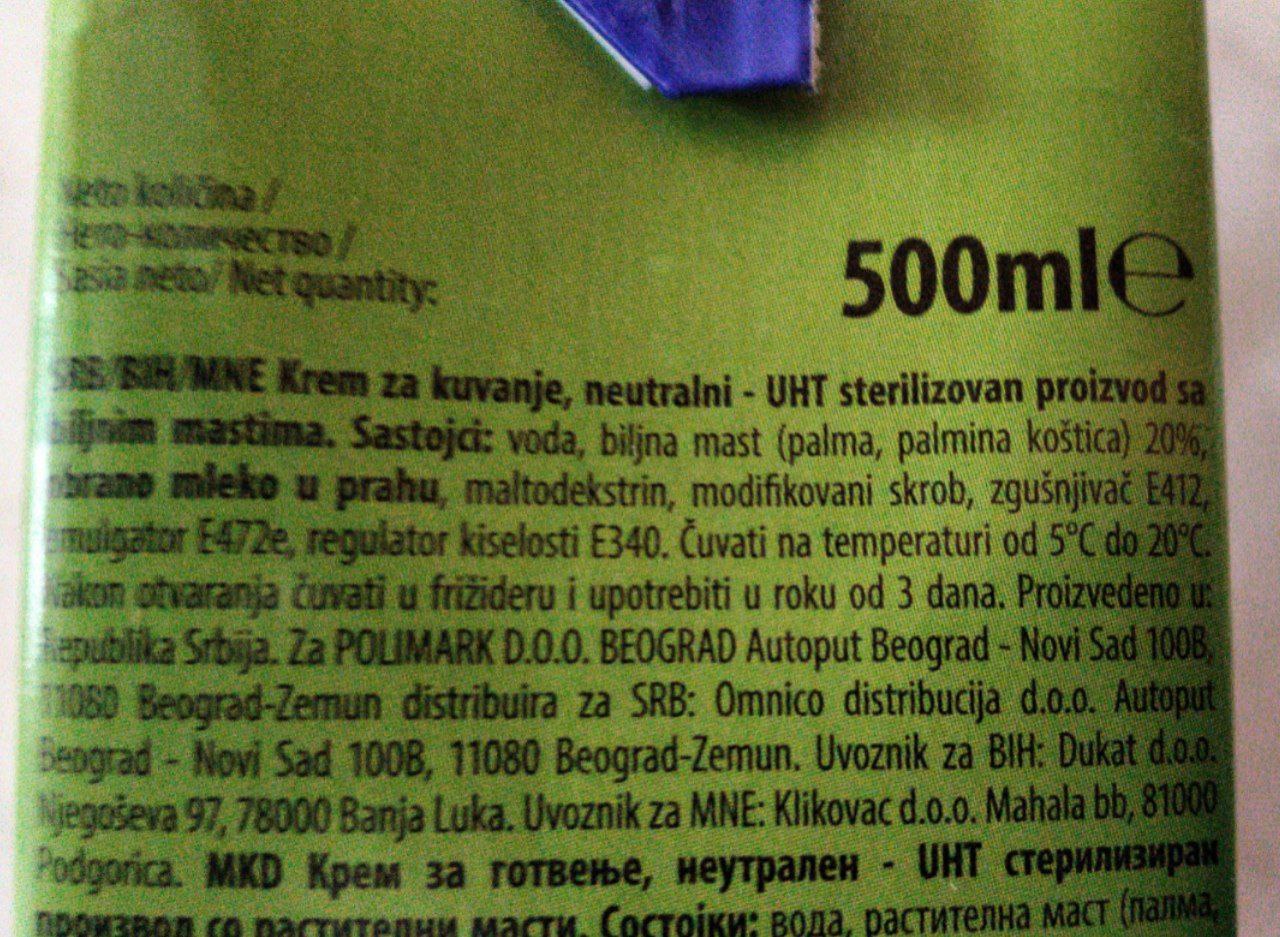 Neto količina /
Нето-количество /
Sasia neto/ Net quantity:
500ml℮
SRB/BIH/MNE Krem za kuvanje, neutralni - UHT sterilizovan proizvod sa
biljnim mastima. Sastojci: voda, biljna mast (palma, palmina koštica) 20%,
obrano mleko u prahu, maltodekstrin, modifikovani skrob, zgušnjivač E412,
emulgator E472e, regulator kiselosti E340. Čuvati na temperaturi od 5°C do 20°C.
Nakon otvaranja čuvati u frižideru i upotrebiti u roku od 3 dana. Proizvedeno u:
Republika Srbija. Za POLIMARK D.O.O. BEOGRAD Autoput Beograd - Novi Sad 100B,
11080 Beograd-Zemun distribuira za SRB: Omnico distribucija d.o.o. Autoput
Beograd - Novi Sad 100B, 11080 Beograd-Zemun. Uvoznik za BIH: Dukat d.o.o.
Njegoševa 97, 78000 Banja Luka. Uvoznik za MNE: Klikovac d.o.o. Mahala bb, 81000
Podgorica. MKD Крем за готвење, неутрален - UHT стерилизиран
производ со растителни масти. Состојки: вода, растителна маст (палма,